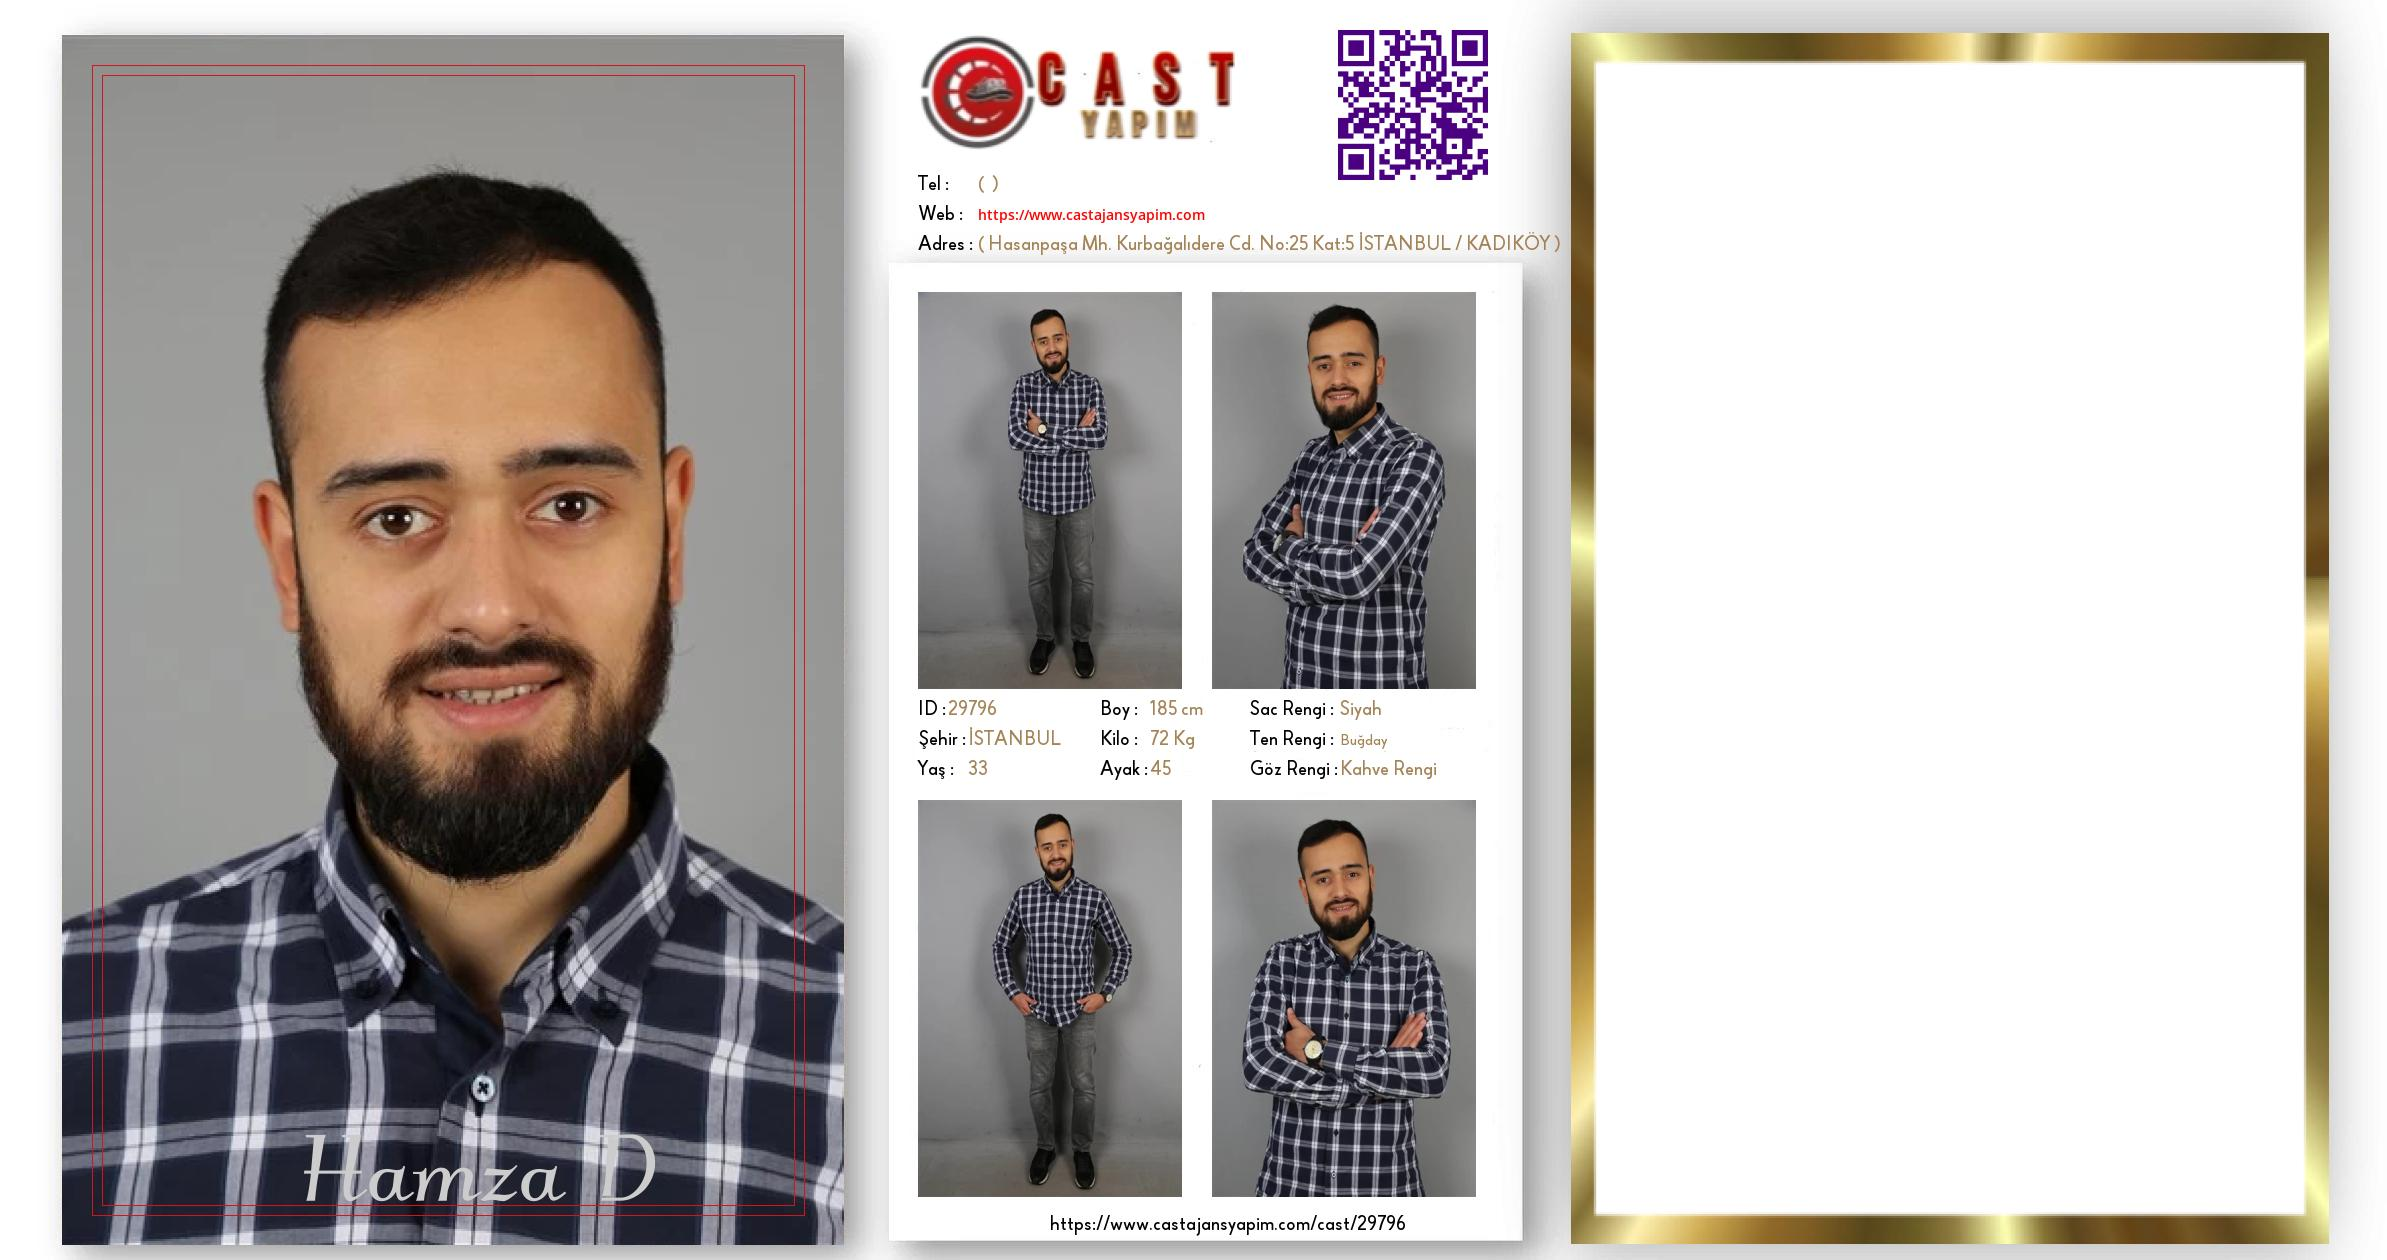 Hamza D
CAST
YAPIM
Tel : ( )
Web : https://www.castajansyapim.com
Adres : ( Hasanpaşa Mh. Kurbağalıdere Cd. No:25 Kat:5 İSTANBUL / KADIKÖY )
ID : 29796 Boy : 185 cm Sac Rengi : Siyah
Şehir : İSTANBUL Kilo : 72 Kg Ten Rengi : Buğday
Yaş : 33 Ayak : 45 Göz Rengi : Kahve Rengi
https://www.castajansyapim.com/cast/29796